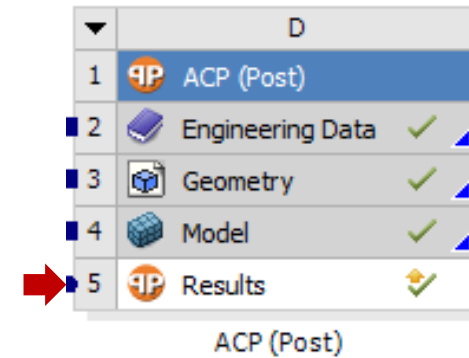 D
1 ACP (Post)
2 Engineering Data
3 Geometry
4 Model
5 Results
ACP (Post)